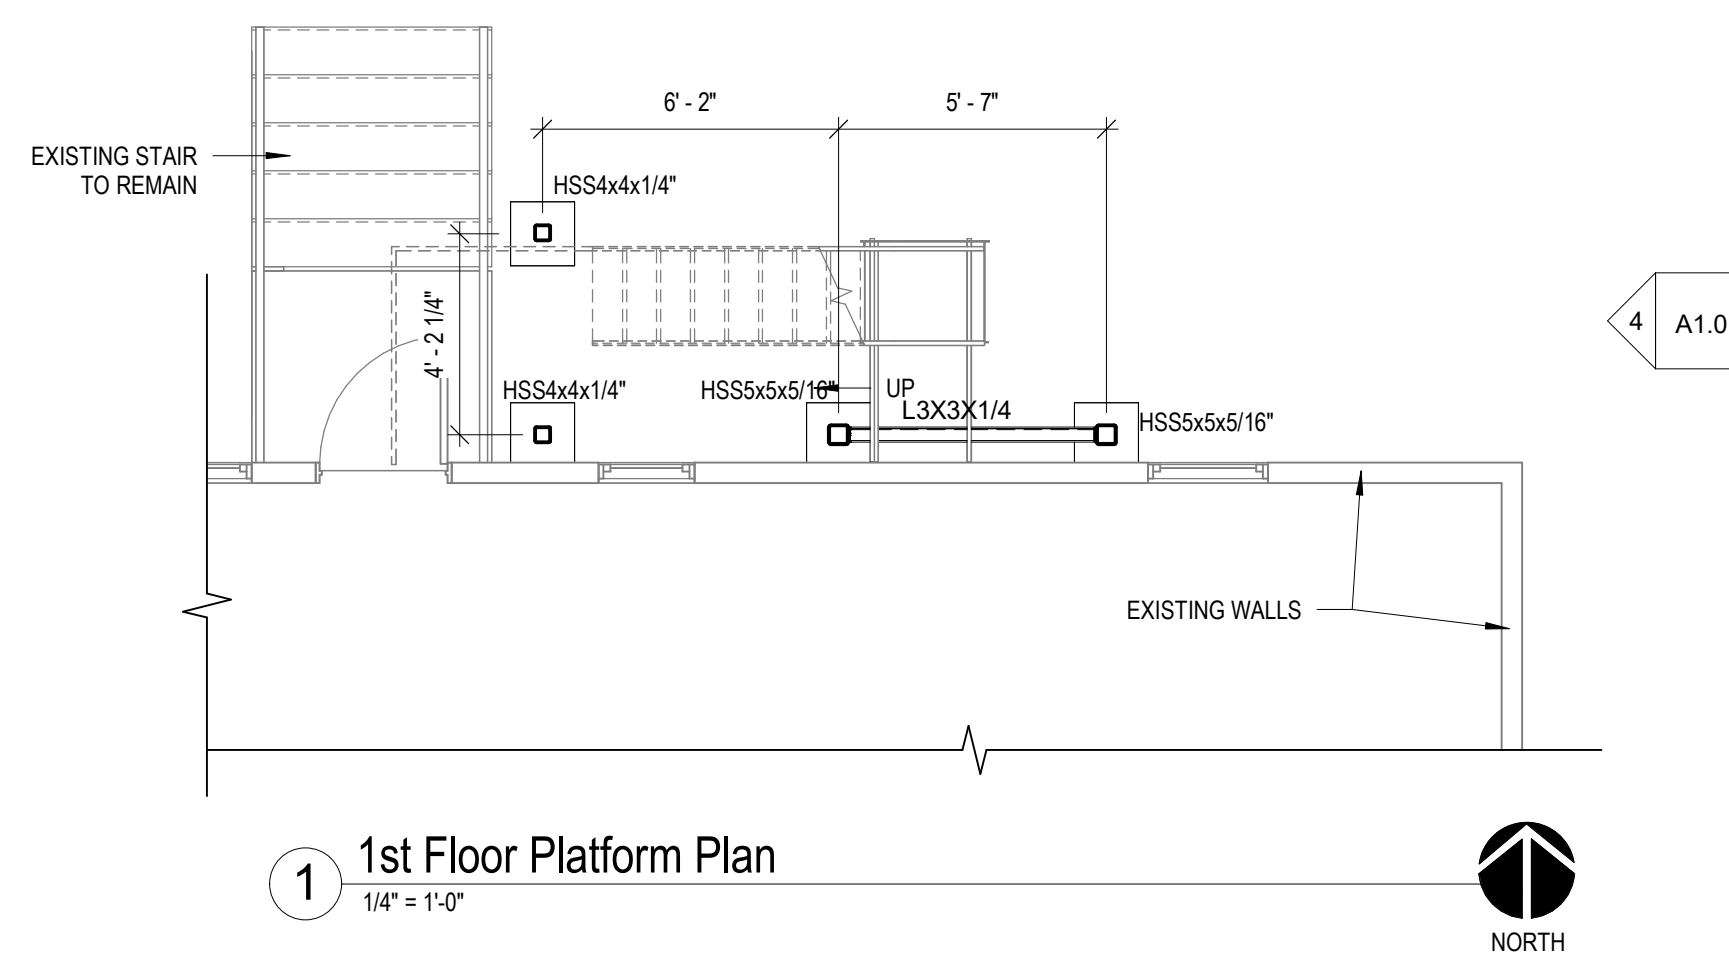 6' - 2"
5' - 7"
EXISTING STAIR
TO REMAIN
HSS4x4x1/4"
4' - 2 1/4"
4
A1.0
HSS4x4x1/4"
HSS5x5x5/16"
UP
L3X3X1/4
HSS5x5x5/16"
EXISTING WALLS
1
1st Floor Platform Plan
1/4" = 1'-0"
NORTH